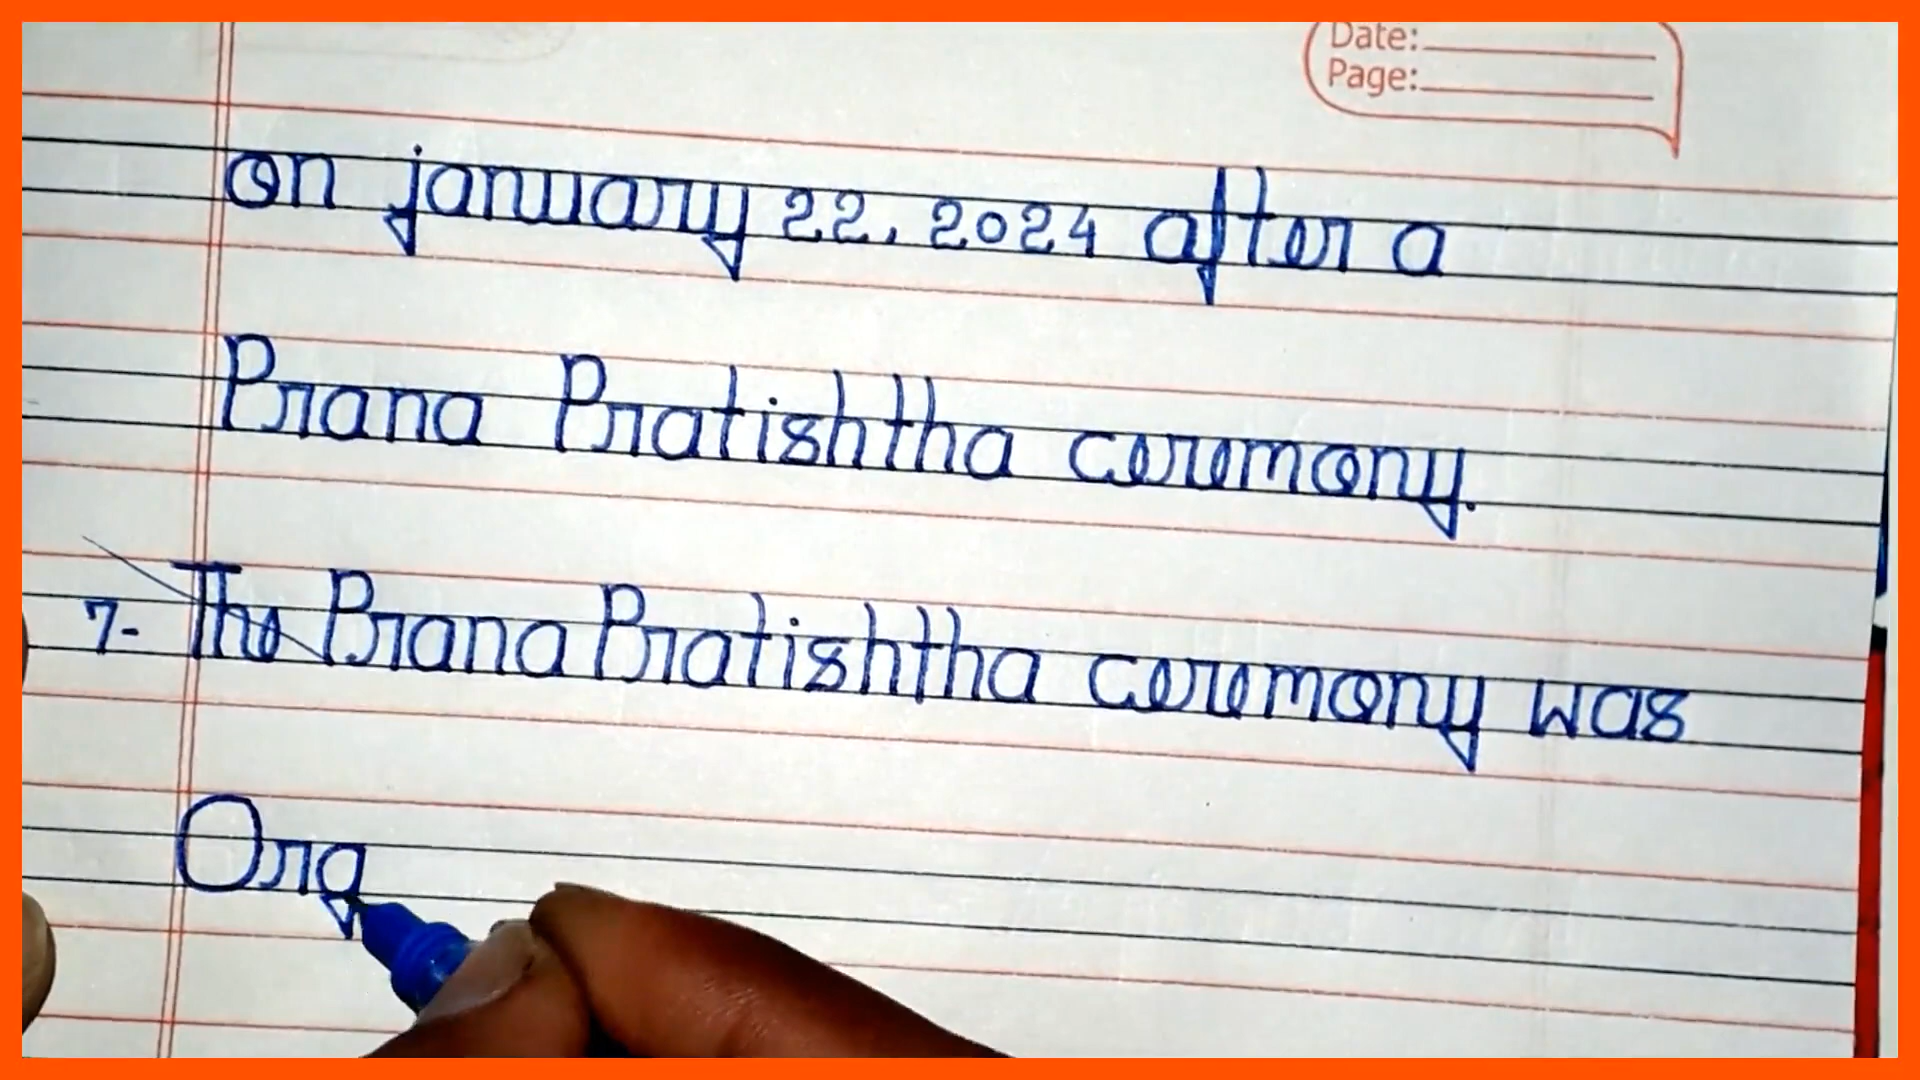 Date:
Page:
on january 22, 2024 after a
Prana Pratishtha ceremony.
7- The Prana Pratishtha ceremony was
Org